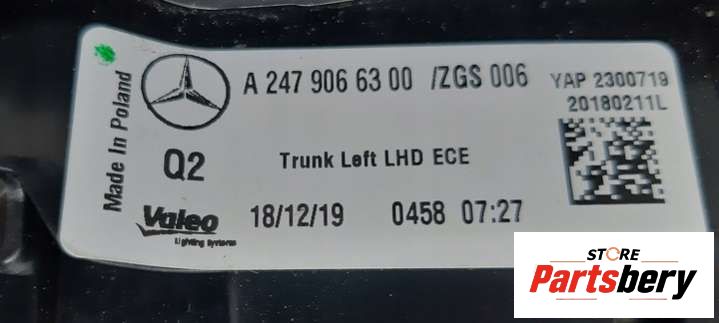 Made In Poland
A 247 906 63 00 /ZGS 006
YAP 2300719
20180211L
Q2
Trunk Left LHD ECE
Valeo
Lighting Systems
18/12/19 0458 07:27
STORE
Partsbery